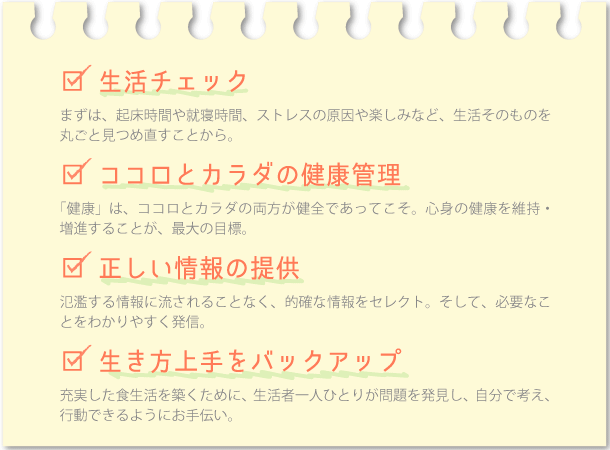 生活チェック
まずは、起床時間や就寝時間、ストレスの原因や楽しみなど、生活そのものを
丸ごと見つめ直すことから。
ココロとカラダの健康管理
「健康」は、ココロとカラダの両方が健全であってこそ。心身の健康を維持・
増進することが、最大の目標。
正しい情報の提供
氾濫する情報に流されることなく、的確な情報をセレクト。そして、必要なこ
とをわかりやすく発信。
生き方上手をバックアップ
充実した食生活を築くために、生活者一人ひとりが問題を発見し、自分で考え、
行動できるようにお手伝い。